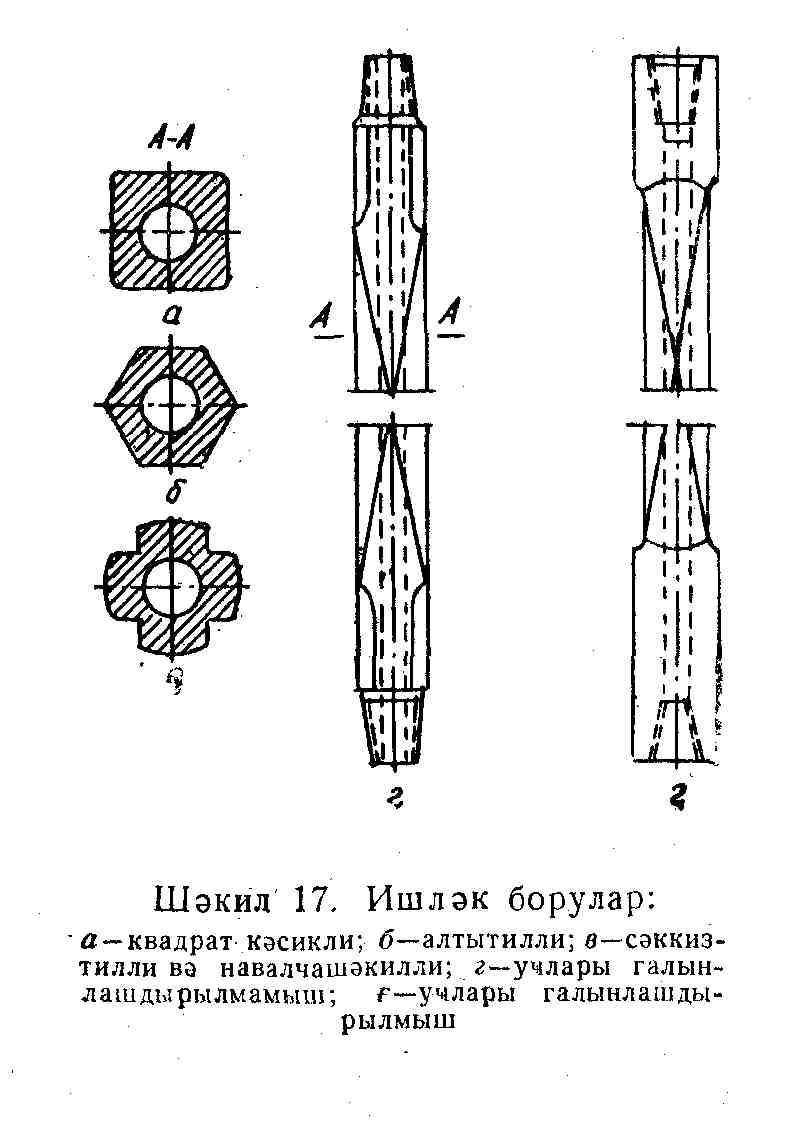 А-А
а
А
А
б
в
г
ғ
Шәкил 17. Ишләк борулар:
а—квадрат кәсикли; б—алтытилли; в—сәккиз-
тилли вә навалчашәкилли; г—учлары галын-
лашдырылмамыш; ғ—учлары галынлашды-
рылмыш